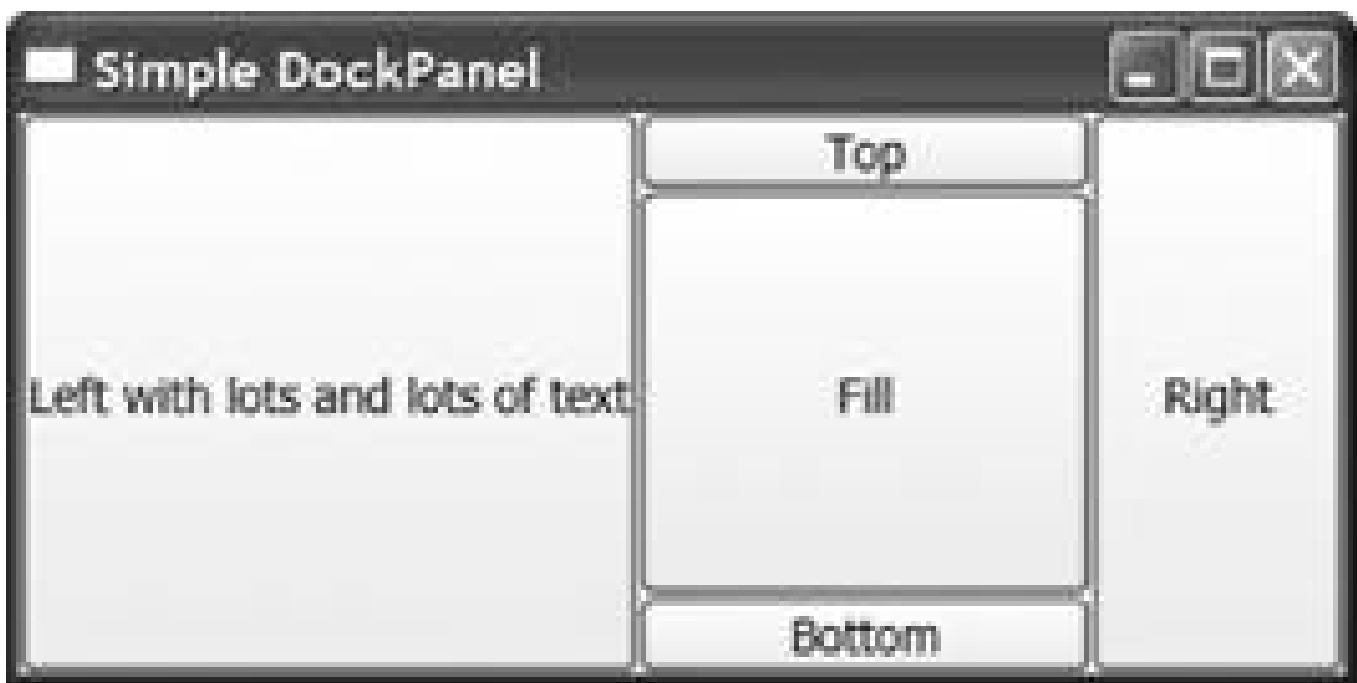 Simple DockPanel
Top
Left with lots and lots of text
Fill
Right
Bottom